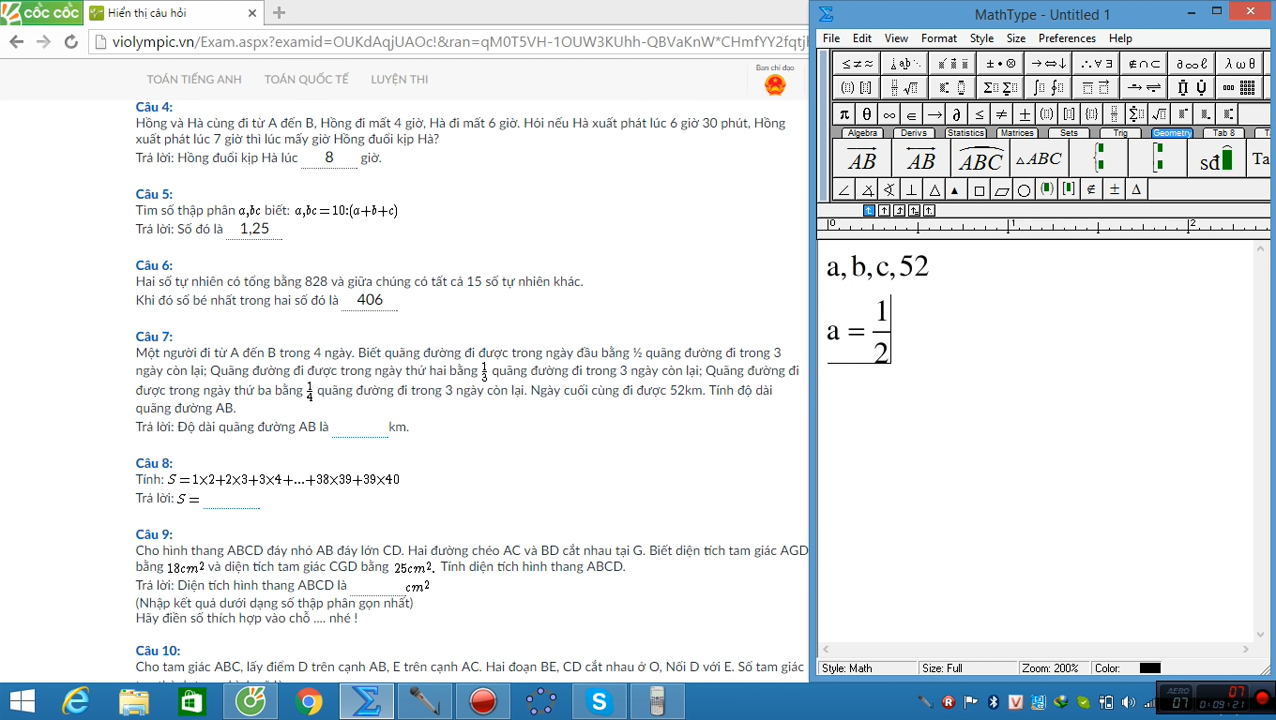 cốc cốc
Hiển thị câu hỏi
violympic.vn/Exam.aspx?examid=OUKdAqjUAOc!&ran=qM0T5VH-1OUW3KUhh-QBVaKnW*CHmfYY2fqtjl
TOÁN TIẾNG ANH TOÁN QUỐC TẾ LUYỆN THI
Ban chỉ đạo
Câu 4:
Hồng và Hà cùng đi từ A đến B, Hồng đi mất 4 giờ, Hà đi mất 6 giờ. Hỏi nếu Hà xuất phát lúc 6 giờ 30 phút, Hồng
xuất phát lúc 7 giờ thì lúc mấy giờ Hồng đuổi kịp Hà?
Trả lời: Hồng đuổi kịp Hà lúc 8 giờ.
Câu 5:
Tìm số thập phân a,bc biết: a,bc=10:(a+b+c)
Trả lời: Số đó là 1,25
Câu 6:
Hai số tự nhiên có tổng bằng 828 và giữa chúng có tất cả 15 số tự nhiên khác.
Khi đó số bé nhất trong hai số đó là 406
Câu 7:
Một người đi từ A đến B trong 4 ngày. Biết quãng đường đi được trong ngày đầu bằng ½ quãng đường đi trong 3
ngày còn lại; Quãng đường đi được trong ngày thứ hai bằng 1/3 quãng đường đi trong 3 ngày còn lại; Quãng đường đi
được trong ngày thứ ba bằng 1/4 quãng đường đi trong 3 ngày còn lại. Ngày cuối cùng đi được 52km. Tính độ dài
quãng đường AB.
Trả lời: Độ dài quãng đường AB là km.
Câu 8:
Tính: S=1×2+2×3+3×4+...+38×39+39×40
Trả lời: S=
Câu 9:
Cho hình thang ABCD đáy nhỏ AB đáy lớn CD. Hai đường chéo AC và BD cắt nhau tại G. Biết diện tích tam giác AGD
bằng 18cm² và diện tích tam giác CGD bằng 25cm². Tính diện tích hình thang ABCD.
Trả lời: Diện tích hình thang ABCD là cm²
(Nhập kết quả dưới dạng số thập phân gọn nhất)
Hãy điền số thích hợp vào chỗ .... nhé !
Câu 10:
Cho tam giác ABC, lấy điểm D trên cạnh AB, E trên cạnh AC. Hai đoạn BE, CD cắt nhau ở O, Nối D với E. Số tam giác
MathType - Untitled 1
File Edit View Format Style Size Preferences Help
Algebra Derivs Statistics Matrices Sets Trig Geometry Tab 8
AB AB ABC △ABC sđ Ta
0 1 2
a, b, c, 52
a = 1/2
Style: Math Size: Full Zoom: 200% Color:
AERO
07 07
0:09:21